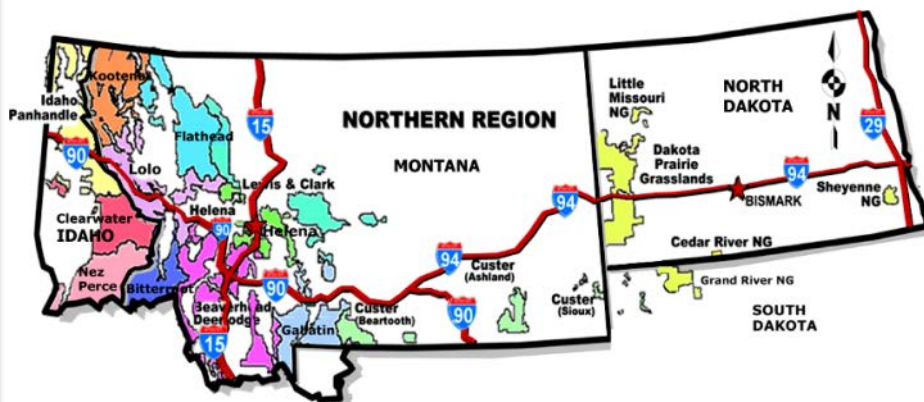 Kootenai
Idaho
Panhandle
90
Lolo
Flathead
15
NORTHERN REGION
MONTANA
Lewis & Clark
Helena
90
Helena
Clearwater
IDAHO
Nez
Perce
Bitterroot
Beaverhead
Deerlodge
15
90
Gallatin
Custer
(Beartooth)
94
Custer
(Ashland)
90
94
Custer
(Sioux)
Little
Missouri
NG
NORTH
DAKOTA
N
29
Dakota
Prairie
Grasslands
94
BISMARK
Sheyenne
NG
Cedar River NG
Grand River NG
SOUTH
DAKOTA